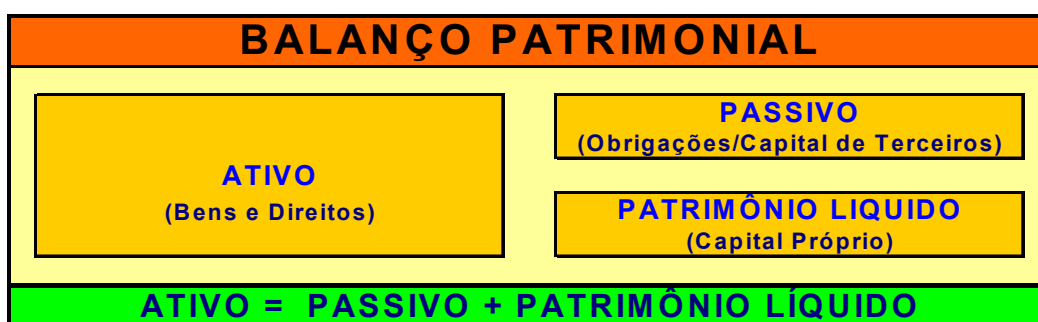 BALANÇO PATRIMONIAL
ATIVO
(Bens e Direitos)
PASSIVO
(Obrigações/Capital de Terceiros)
PATRIMÔNIO LIQUIDO
(Capital Próprio)
ATIVO = PASSIVO + PATRIMÔNIO LÍQUIDO